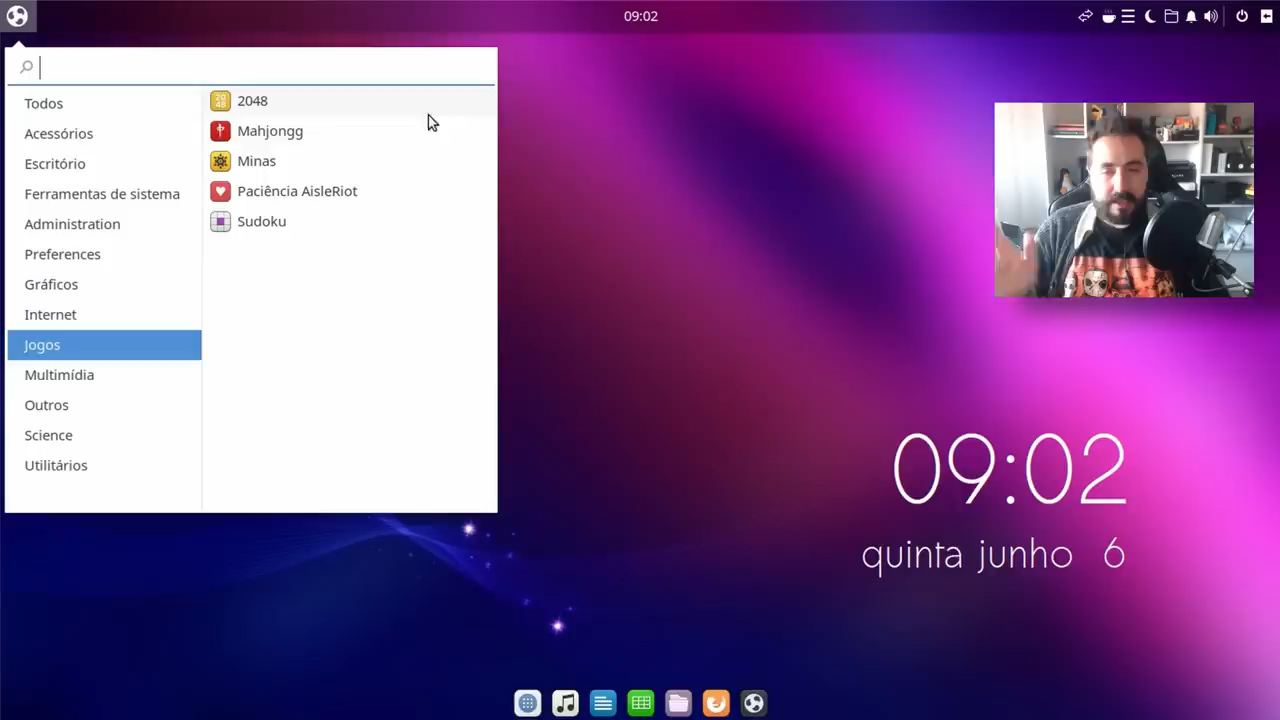 09:02
Todos
Acessórios
Escritório
Ferramentas de sistema
Administration
Preferences
Gráficos
Internet
Jogos
Multimídia
Outros
Science
Utilitários
2048
Mahjongg
Minas
Paciência AisleRiot
Sudoku
09:02
quinta junho 6